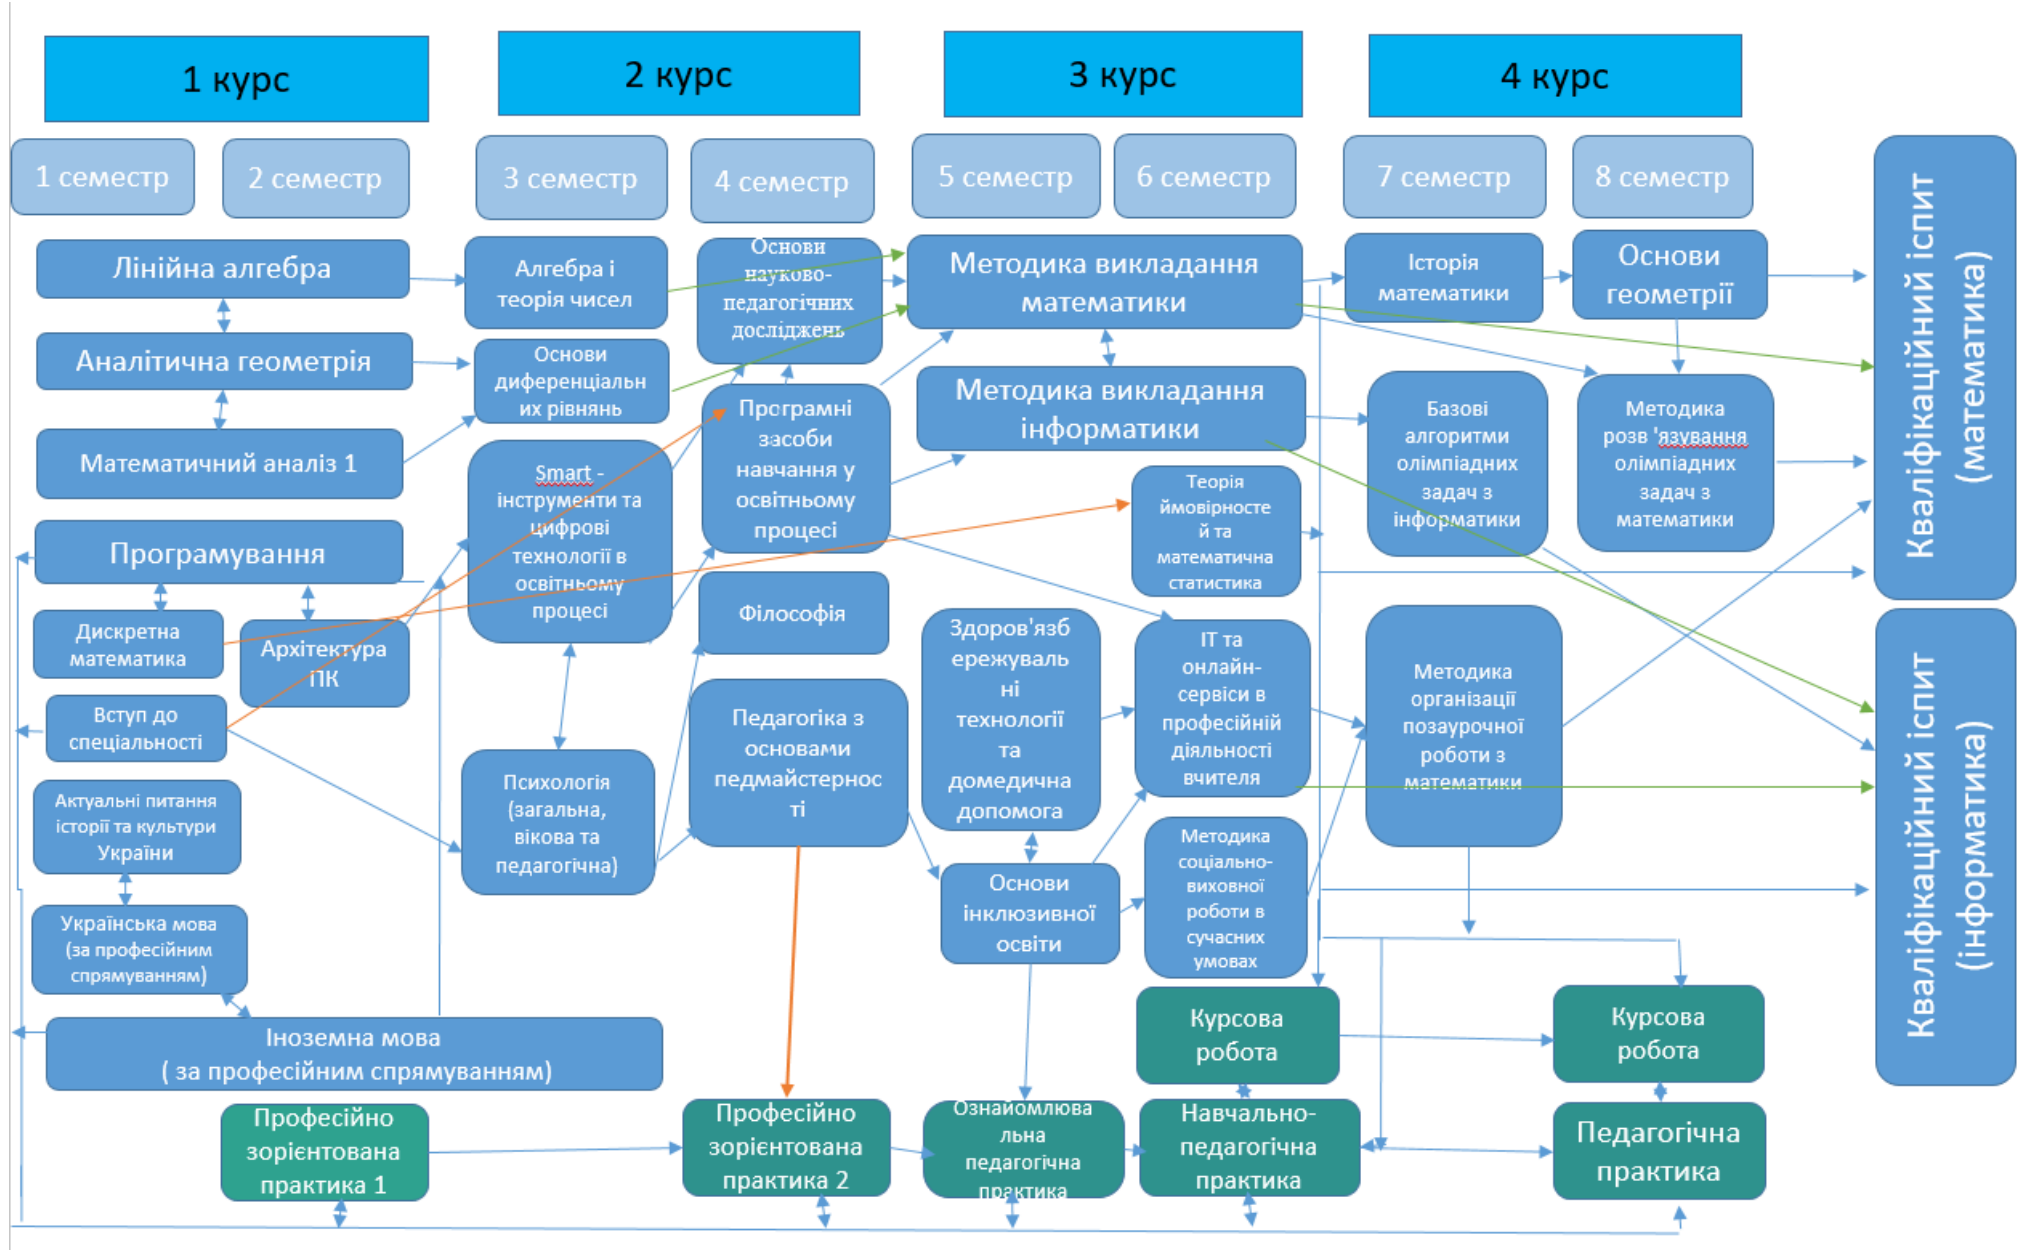 1 курс
2 курс
3 курс
4 курс
1 семестр
2 семестр
3 семестр
4 семестр
5 семестр
6 семестр
7 семестр
8 семестр
Лінійна алгебра
Аналітична геометрія
Математичний аналіз 1
Програмування
Дискретна
математика
Архітектура
ПК
Вступ до
спеціальності
Актуальні питання
історії та культури
України
Українська мова
(за професійним
спрямуванням)
Іноземна мова
( за професійним спрямуванням)
Професійно
зорієнтована
практика 1
Алгебра і
теорія чисел
Основи
диференціальн
их рівнянь
Smart -
інструменти та
цифрові
технології в
освітньому
процесі
Психологія
(загальна,
вікова та
педагогічна)
Основи
науково-
педагогічних
досліджень
Програмні
засоби
навчання у
освітньому
процесі
Філософія
Педагогіка з
основами
педмайстернос
ті
Професійно
зорієнтована
практика 2
Методика викладання
математики
Методика викладання
інформатики
Теорія
ймовірносте
й та
математична
статистика
Здоров'язб
ережуваль
ні
технології
та
домедична
допомога
ІТ та
онлайн-
сервіси в
професійній
діяльності
вчителя
Основи
інклюзивної
освіти
Методика
соціально-
виховної
роботи в
сучасних
умовах
Курсова
робота
Ознайомлюва
льна
педагогічна
практика
Навчально-
педагогічна
практика
Історія
математики
Основи
геометрії
Базові
алгоритми
олімпіадних
задач з
інформатики
Методика
розв 'язування
олімпіадних
задач з
математики
Методика
організації
позаурочної
роботи з
математики
Курсова
робота
Педагогічна
практика
Кваліфікаційний іспит
(математика)
Кваліфікаційний іспит
(інформатика)